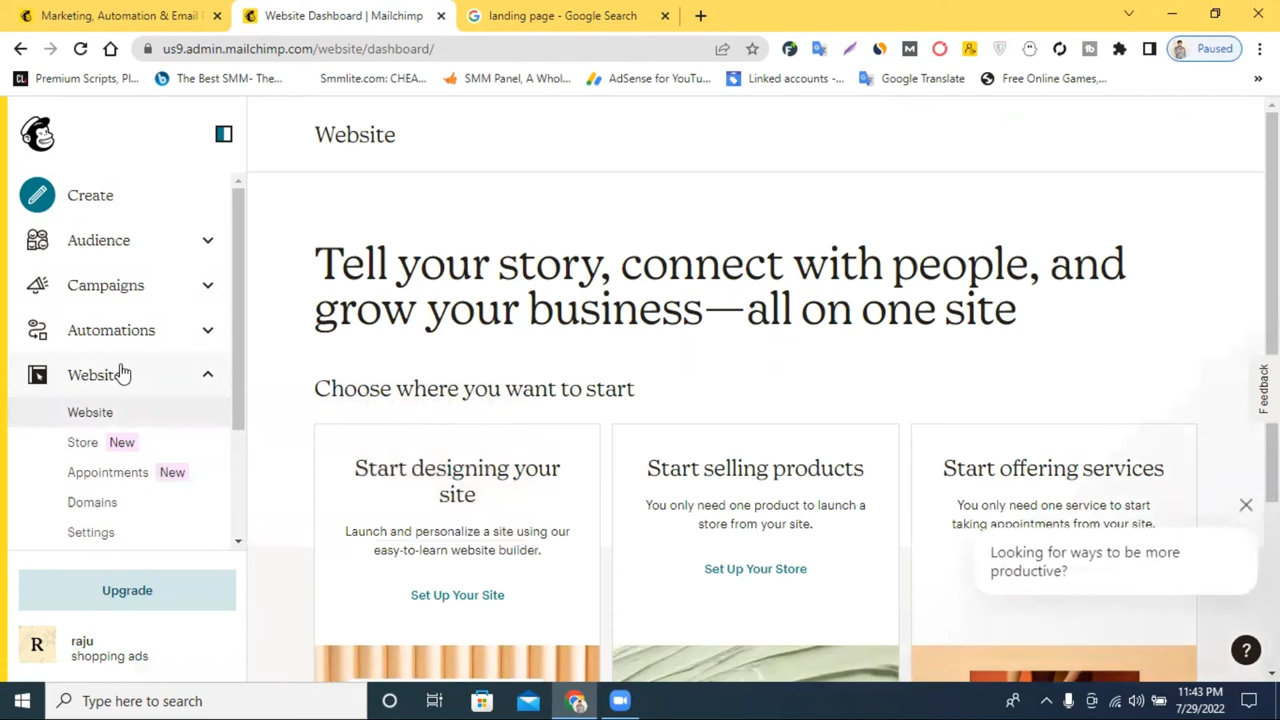 Marketing, Automation & Email
Website Dashboard | Mailchimp
landing page - Google Search
us9.admin.mailchimp.com/website/dashboard/
Paused
Premium Scripts, Pl...
The Best SMM- The...
Smmlite.com: CHEA...
SMM Panel, A Whol...
AdSense for YouTu...
Linked accounts -...
Google Translate
Free Online Games,...
Website
Create
Audience
Campaigns
Automations
Website
Website
Store New
Appointments New
Domains
Settings
Upgrade
R
raju
shopping ads
Tell your story, connect with people, and
grow your business—all on one site
Choose where you want to start
Start designing your
site
Launch and personalize a site using our
easy-to-learn website builder.
Set Up Your Site
Start selling products
You only need one product to launch a
store from your site.
Set Up Your Store
Start offering services
You only need one service to start
taking appointments from your site.
Looking for ways to be more
productive?
Feedback
?
Type here to search
11:43 PM
7/29/2022